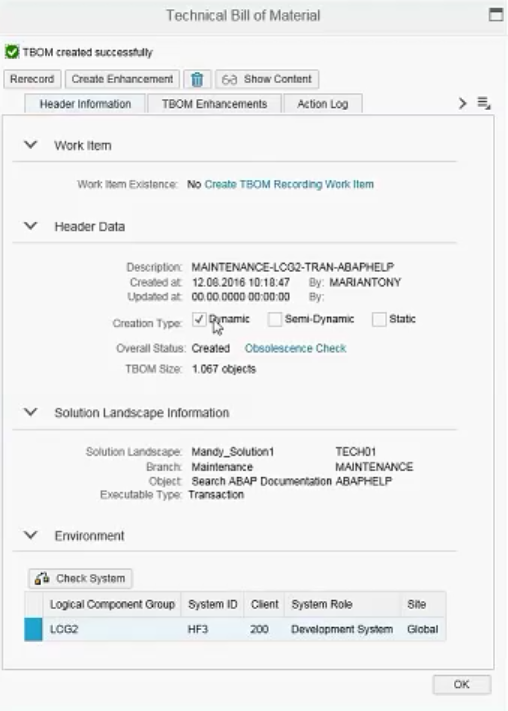 Technical Bill of Material
TBOM created successfully
Rerecord Create Enhancement Show Content
Header Information TBOM Enhancements Action Log
Work Item
Work Item Existence: No Create TBOM Recording Work Item
Header Data
Description: MAINTENANCE-LCG2-TRAN-ABAPHELP
Created at: 12.08.2016 10:18:47 By: MARIANTONY
Updated at: 00.00.0000 00:00:00 By:
Creation Type: Dynamic Semi-Dynamic Static
Overall Status: Created Obsolescence Check
TBOM Size: 1.067 objects
Solution Landscape Information
Solution Landscape: Mandy_Solution1 TECH01
Branch: Maintenance MAINTENANCE
Object: Search ABAP Documentation ABAPHELP
Executable Type: Transaction
Environment
Check System
Logical Component Group System ID Client System Role Site
LCG2 HF3 200 Development System Global
OK